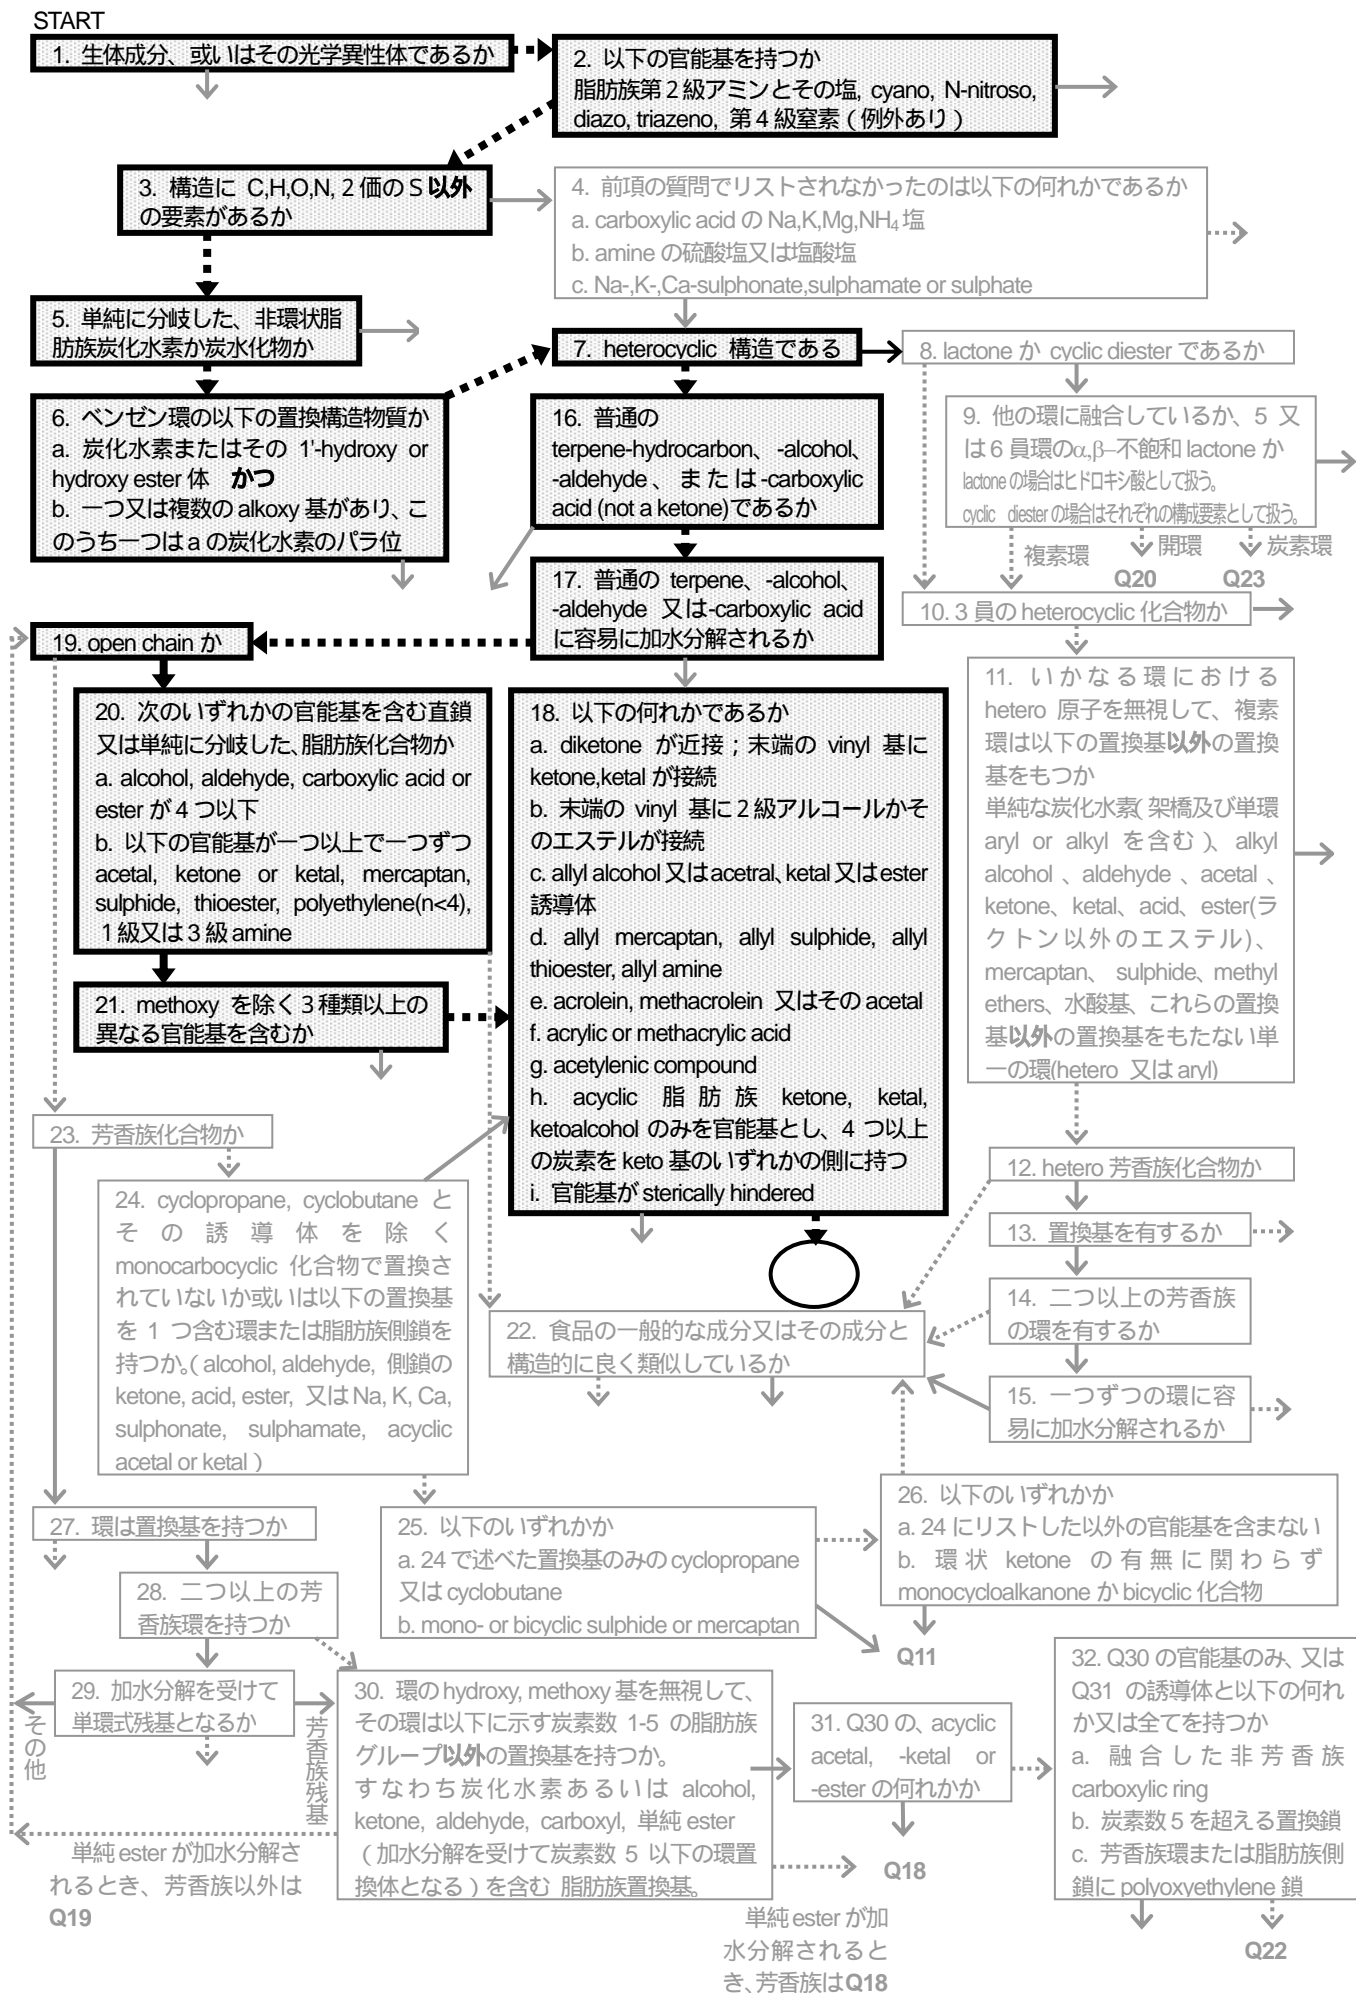 START
1. 生体成分、或いはその光学異性体であるか
2. 以下の官能基を持つか
脂肪族第2級アミンとその塩, cyano, N-nitroso,
diazo, triazeno, 第4級窒素(例外あり)
3. 構造に C,H,O,N, 2価のS以外
の要素があるか
4. 前項の質問でリストされなかったのは以下の何れかであるか
a. carboxylic acid の Na,K,Mg,NH4塩
b. amine の硫酸塩又は塩酸塩
c. Na-,K-,Ca-sulphonate,sulphamate or sulphate
5. 単純に分岐した、非環状脂
肪族炭化水素か炭水化物か
6. ベンゼン環の以下の置換構造物質か
a. 炭化水素またはその 1'-hydroxy or
hydroxy ester 体 かつ
b. 一つ又は複数の alkoxy 基があり、こ
のうち一つは a の炭化水素のパラ位
7. heterocyclic 構造である
8. lactone か cyclic diester であるか
9. 他の環に融合しているか、5 又
は6員環のα,β–不飽和 lactone か
lactoneの場合はヒドロキシ酸として扱う。
cyclic diesterの場合はそれぞれの構成要素として扱う。
複素環
開環
Q20
炭素環
Q23
10. 3員の heterocyclic 化合物か
16. 普通の
terpene-hydrocarbon、-alcohol、
-aldehyde、または-carboxylic
acid (not a ketone)であるか
17. 普通の terpene、-alcohol、
-aldehyde 又は-carboxylic acid
に容易に加水分解されるか
19. open chain か
11. いかなる環における
hetero 原子を無視して、複素
環は以下の置換基以外の置換
基をもつか
単純な炭化水素(架橋及び単環
aryl or alkyl を含む)、alkyl
alcohol、aldehyde、acetal、
ketone、ketal、acid、ester(ラ
クトン以外のエステル)、
mercaptan、sulphide、methyl
ethers、水酸基、これらの置換
基以外の置換基をもたない単
一の環(hetero 又は aryl)
20. 次のいずれかの官能基を含む直鎖
又は単純に分岐した、脂肪族化合物か
a. alcohol, aldehyde, carboxylic acid or
ester が4つ以下
b. 以下の官能基が一つ以上で一つずつ
acetal, ketone or ketal, mercaptan,
sulphide, thioester, polyethylene(n<4),
1級又は3級 amine
18. 以下の何れかであるか
a. diketone が近接;末端の vinyl 基に
ketone,ketal が接続
b. 末端の vinyl 基に2級アルコールかそ
のエステルが接続
c. allyl alcohol又はacetral、ketal又はester
誘導体
d. allyl mercaptan, allyl sulphide, allyl
thioester, allyl amine
e. acrolein, methacrolein 又はその acetal
f. acrylic or methacrylic acid
g. acetylenic compound
h. acyclic 脂肪族 ketone, ketal,
ketoalcohol のみを官能基とし、4つ以上
の炭素を keto 基のいずれかの側に持つ
i. 官能基が sterically hindered
21. methoxy を除く3種類以上の
異なる官能基を含むか
23. 芳香族化合物か
12. hetero 芳香族化合物か
24. cyclopropane, cyclobutane と
その誘導体を除く
monocarbocyclic 化合物で置換さ
れていないか或いは以下の置換基
を1つ含む環または脂肪族側鎖を
持つか。(alcohol, aldehyde, 側鎖の
ketone, acid, ester, 又は Na, K, Ca,
sulphonate, sulphamate, acyclic
acetal or ketal)
13. 置換基を有するか
14. 二つ以上の芳香族
の環を有するか
22. 食品の一般的な成分又はその成分と
構造的に良く類似しているか
15. 一つずつの環に容
易に加水分解されるか
27. 環は置換基を持つか
25. 以下のいずれかか
a. 24 で述べた置換基のみの cyclopropane
又は cyclobutane
b. mono- or bicyclic sulphide or mercaptan
26. 以下のいずれかか
a. 24 にリストした以外の官能基を含まない
b. 環状 ketone の有無に関わらず
monocycloalkanone か bicyclic 化合物
Q11
28. 二つ以上の芳
香族環を持つか
29. 加水分解を受けて
単環式残基となるか
その他
芳香族残基
30. 環のhydroxy, methoxy 基を無視して、
その環は以下に示す炭素数 1-5 の脂肪族
グループ以外の置換基を持つか。
すなわち炭化水素あるいは alcohol,
ketone, aldehyde, carboxyl, 単純 ester
(加水分解を受けて炭素数 5 以下の環置
換体となる)を含む 脂肪族置換基。
31. Q30 の、acyclic
acetal, -ketal or
-ester の何れかか
Q18
32. Q30 の官能基のみ、又は
Q31 の誘導体と以下の何れ
か又は全てを持つか
a. 融合した非芳香族
carboxylic ring
b. 炭素数5を超える置換鎖
c. 芳香族環または脂肪族側
鎖に polyoxyethylene 鎖
Q22
単純 ester が加水分解さ
れるとき、芳香族以外は
Q19
単純 ester が加
水分解されると
き、芳香族はQ18